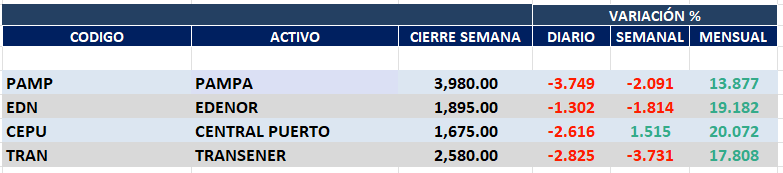 VARIACIÓN %
CODIGO ACTIVO CIERRE SEMANA DIARIO SEMANAL MENSUAL
PAMP PAMPA 3,980.00 -3.749 -2.091 13.877
EDN EDENOR 1,895.00 -1.302 -1.814 19.182
CEPU CENTRAL PUERTO 1,675.00 -2.616 1.515 20.072
TRAN TRANSENER 2,580.00 -2.825 -3.731 17.808